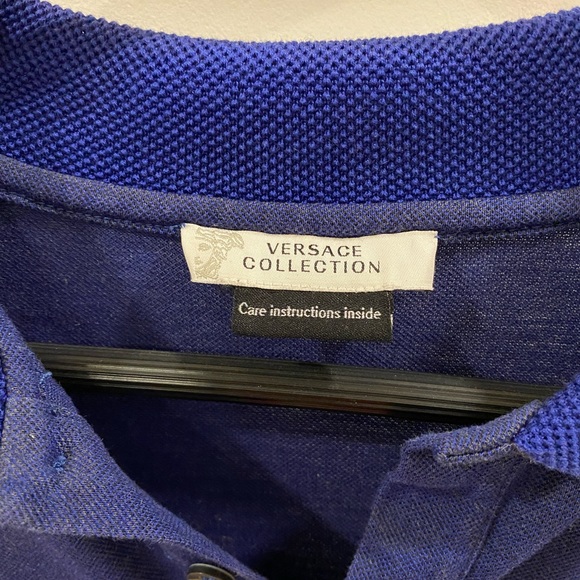 VERSACE
COLLECTION
Care instructions inside